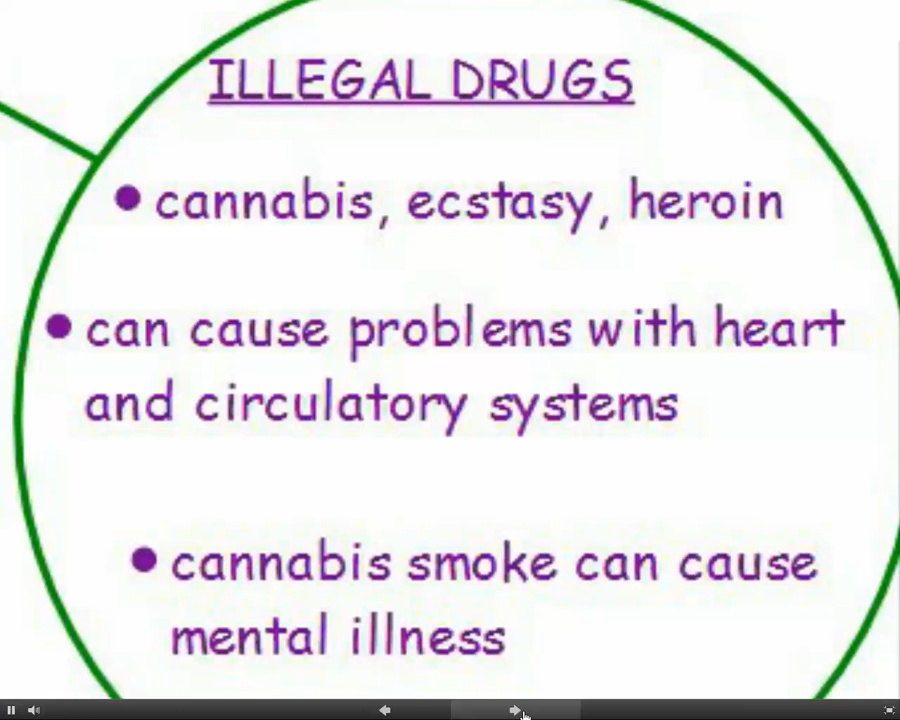 ILLEGAL DRUGS
• cannabis, ecstasy, heroin
• can cause problems with heart
and circulatory systems
• cannabis smoke can cause
mental illness